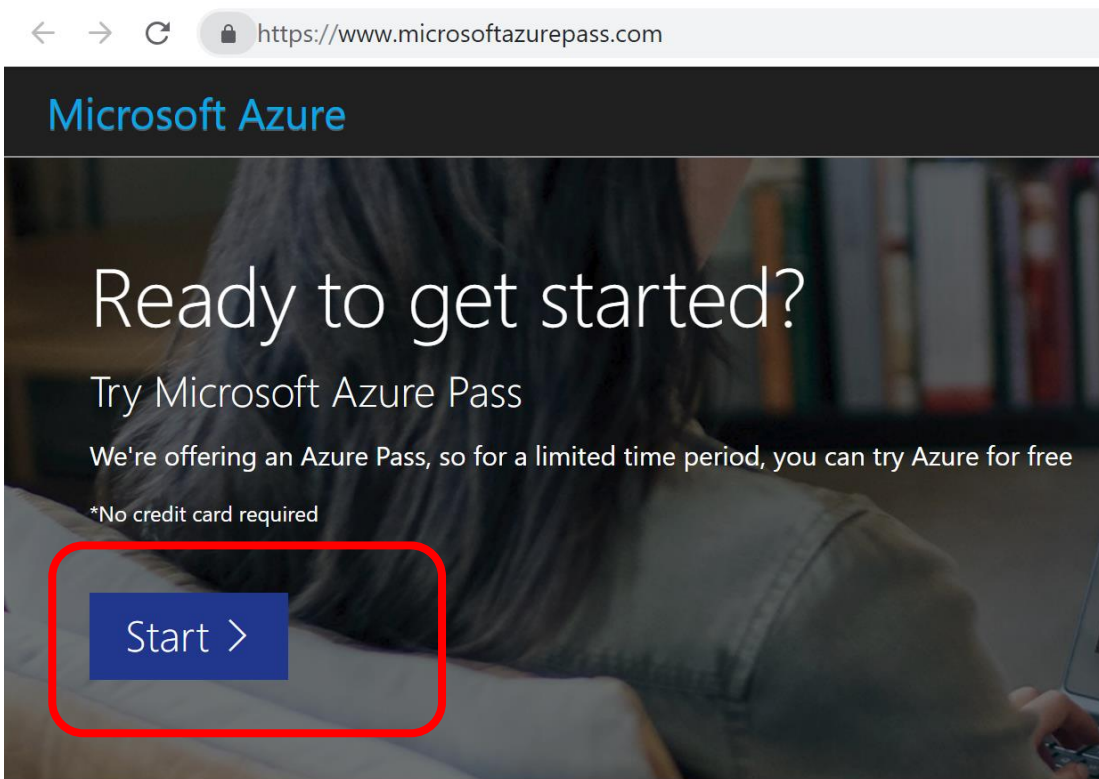 https://www.microsoftazurepass.com
Microsoft Azure
Ready to get started?
Try Microsoft Azure Pass
We're offering an Azure Pass, so for a limited time period, you can try Azure for free
*No credit card required
Start >